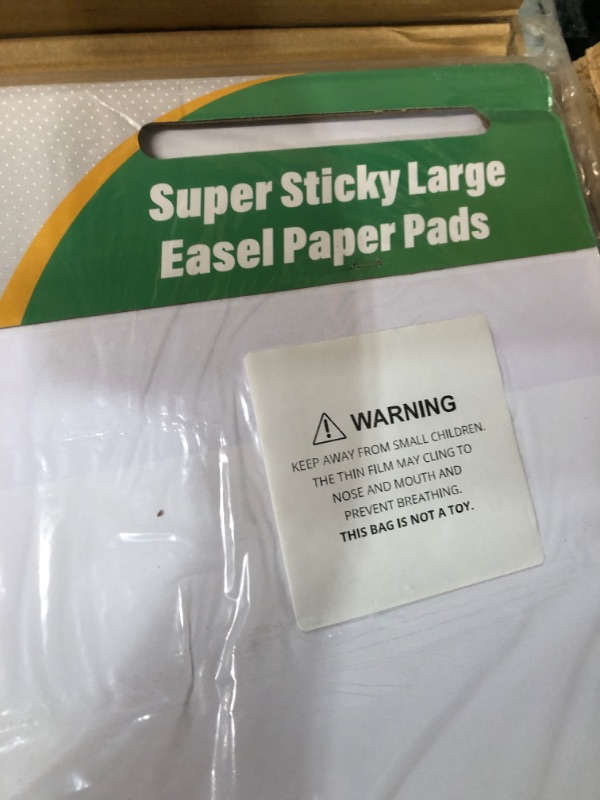 Super Sticky Large
Easel Paper Pads
WARNING
KEEP AWAY FROM SMALL CHILDREN.
THE THIN FILM MAY CLING TO
NOSE AND MOUTH AND
PREVENT BREATHING.
THIS BAG IS NOT A TOY.